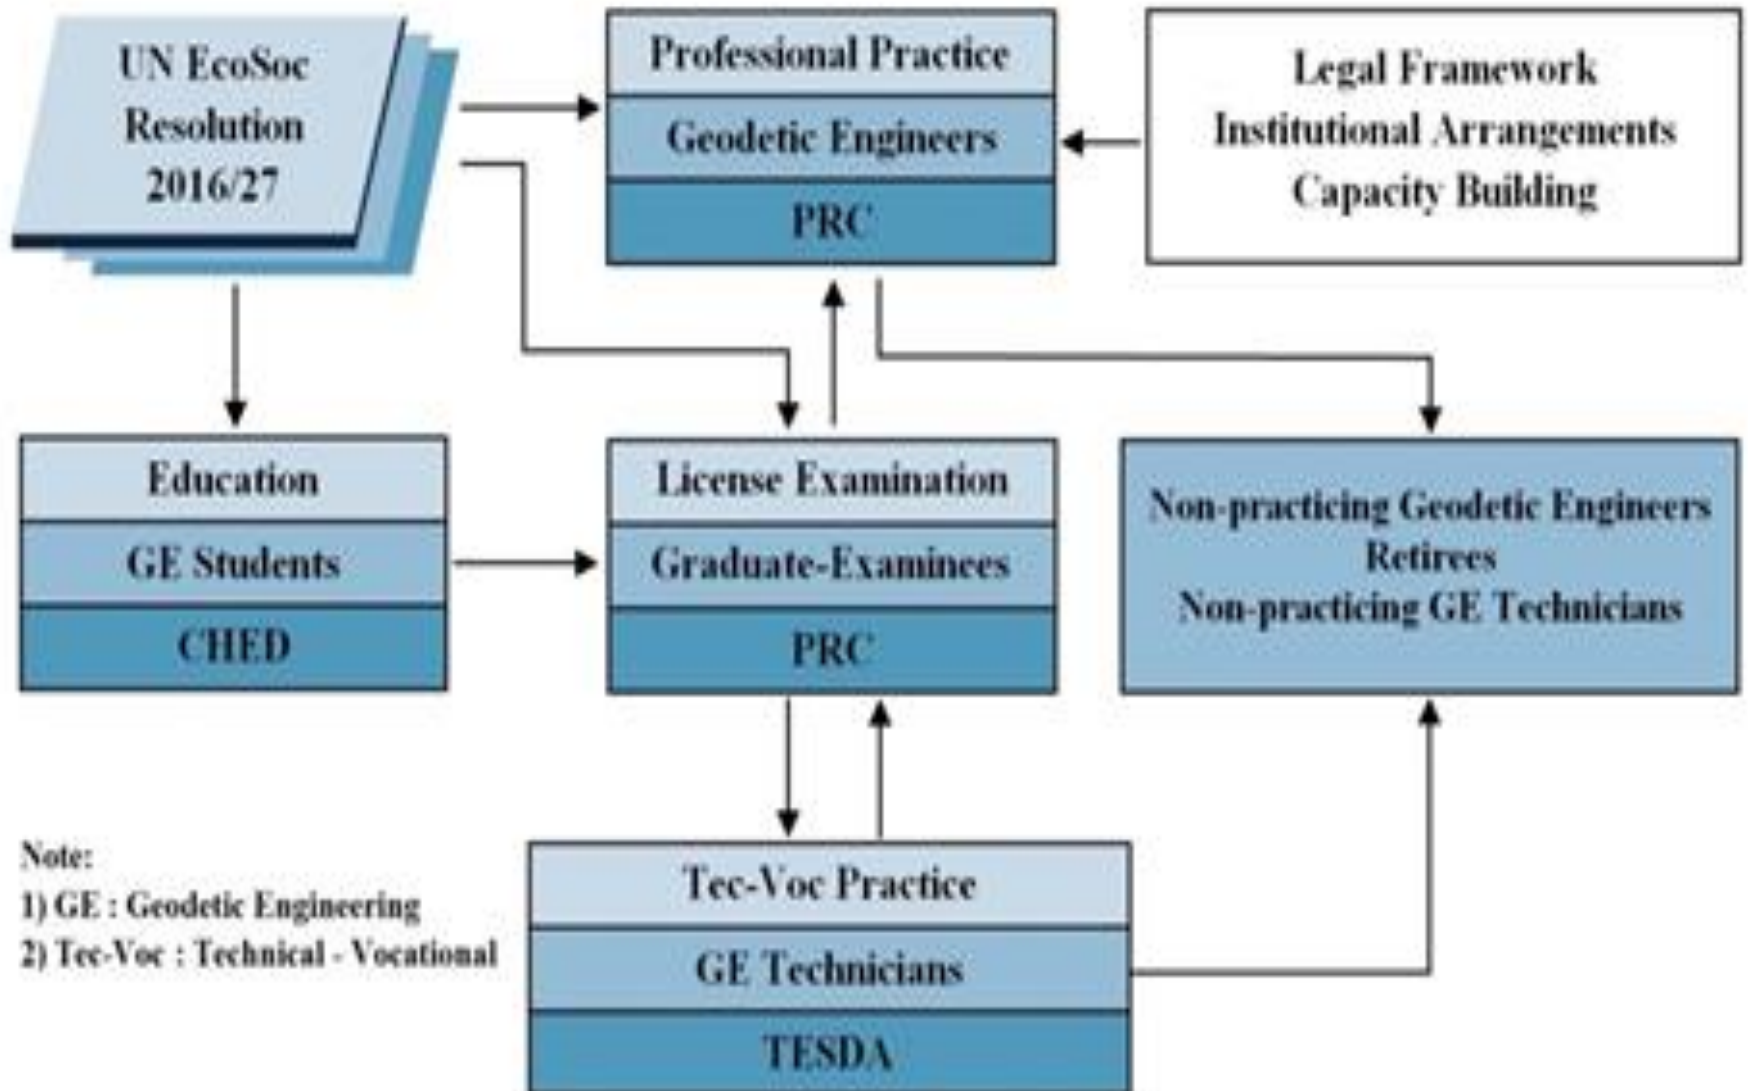 UN EcoSoc
Resolution
2016/27
Professional Practice
Geodetic Engineers
PRC
Legal Framework
Institutional Arrangements
Capacity Building
Education
GE Students
CHED
License Examination
Graduate-Examinees
PRC
Non-practicing Geodetic Engineers
Retirees
Non-practicing GE Technicians
Note:
1) GE : Geodetic Engineering
2) Tec-Voc : Technical - Vocational
Tec-Voc Practice
GE Technicians
TESDA